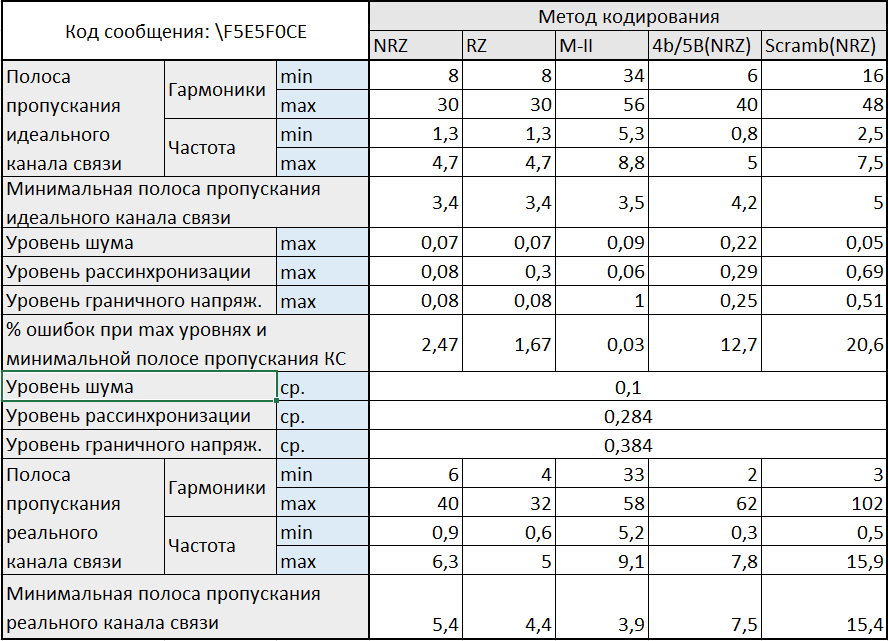 Код сообщения: \F5E5F0CE
Метод кодирования
NRZ RZ M-II 4b/5B(NRZ) Scramb(NRZ)
Полоса пропускания идеального канала связи
Гармоники
min 8 8 34 6 16
max 30 30 56 40 48
Частота
min 1,3 1,3 5,3 0,8 2,5
max 4,7 4,7 8,8 5 7,5
Минимальная полоса пропускания
идеального канала связи
3,4 3,4 3,5 4,2 5
Уровень шума max 0,07 0,07 0,09 0,22 0,05
Уровень рассинхронизации max 0,08 0,3 0,06 0,29 0,69
Уровень граничного напряж. max 0,08 0,08 1 0,25 0,51
% ошибок при max уровнях и
минимальной полосе пропускания КС
2,47 1,67 0,03 12,7 20,6
Уровень шума ср. 0,1
Уровень рассинхронизации ср. 0,284
Уровень граничного напряж. ср. 0,384
Полоса пропускания реального канала связи
Гармоники
min 6 4 33 2 3
max 40 32 58 62 102
Частота
min 0,9 0,6 5,2 0,3 0,5
max 6,3 5 9,1 7,8 15,9
Минимальная полоса пропускания
реального канала связи
5,4 4,4 3,9 7,5 15,4